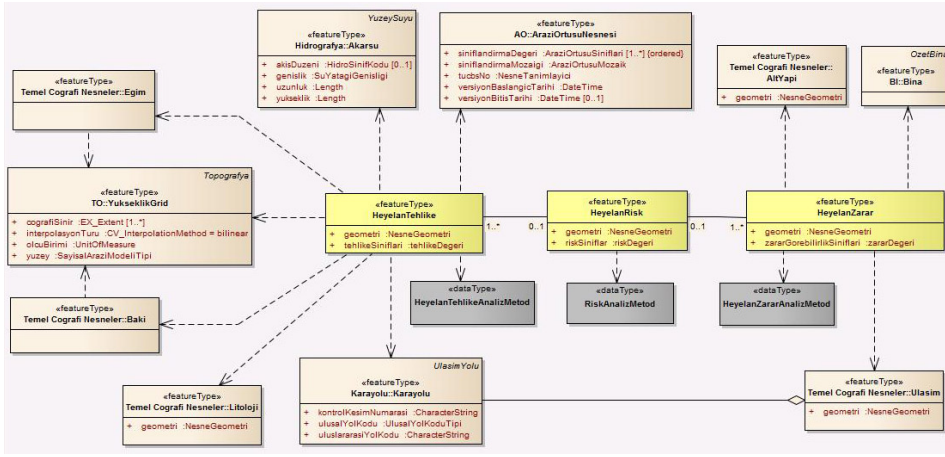 YuzeySuyu
«featureType»
Hidrografya::Akarsu
+ akisDuzeni :HidroSinifKodu [0..1]
+ genislik :SuYatagiGenisligi
+ uzunluk :Length
+ yukseklik :Length
«featureType»
AO::AraziOrtusuNesnesi
+ siniflandirmaDegeri :AraziOrtusuSiniflari [1..*] {ordered}
+ siniflandirmaMozaigi :AraziOrtusuMozaik
+ tucbsNo :NesneTanimlayici
+ versiyonBaslangicTarihi :DateTime
+ versiyonBitisTarihi :DateTime [0..1]
«featureType»
Temel Cografi Nesneler::
AltYapi
+ geometri :NesneGeometri
OzetBina
«featureType»
BI::Bina
«featureType»
Temel Cografi Nesneler::Egim
Topografya
«featureType»
TO::YukseklikGrid
+ cografiSinir :EX_Extent [1..*]
+ interpolasyonTuru :CV_InterpolationMethod = bilinear
+ olcuBirimi :UnitOfMeasure
+ yuzey :SayisalAraziModeliTipi
«featureType»
HeyelanTehlike
+ geometri :NesneGeometri
+ tehlikeSiniflari :tehlikeDegeri
1..*
0..1
«featureType»
HeyelanRisk
+ geometri :NesneGeometri
+ riskSiniflar :riskDegeri
0..1
1..*
«featureType»
HeyelanZarar
+ geometri :NesneGeometri
+ zararGorebilirlikSiniflari :zararDegeri
«dataType»
HeyelanTehlikeAnalizMetod
«dataType»
RiskAnalizMetod
«dataType»
HeyelanZararAnalizMetod
«featureType»
Temel Cografi Nesneler::Baki
«featureType»
Temel Cografi Nesneler::Litoloji
+ geometri :NesneGeometri
UlasimYolu
«featureType»
Karayolu::Karayolu
+ kontrolKesimNumarasi :CharacterString
+ ulusalYolKodu :UlusalYolKoduTipi
+ uluslararasiYolKodu :CharacterString
«featureType»
Temel Cografi Nesneler::Ulasim
+ geometri :NesneGeometri